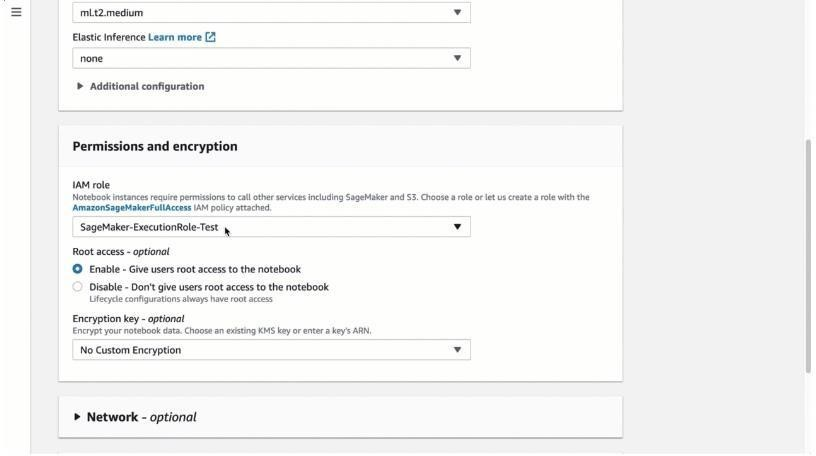 ml.t2.medium
Elastic Inference Learn more
none
Additional configuration
Permissions and encryption
IAM role
Notebook instances require permissions to call other services including SageMaker and S3. Choose a role or let us create a role with the
AmazonSageMakerFullAccess IAM policy attached.
SageMaker-ExecutionRole-Test
Root access - optional
Enable - Give users root access to the notebook
Disable - Don't give users root access to the notebook
Lifecycle configurations always have root access
Encryption key - optional
Encrypt your notebook data. Choose an existing KMS key or enter a key's ARN.
No Custom Encryption
Network - optional